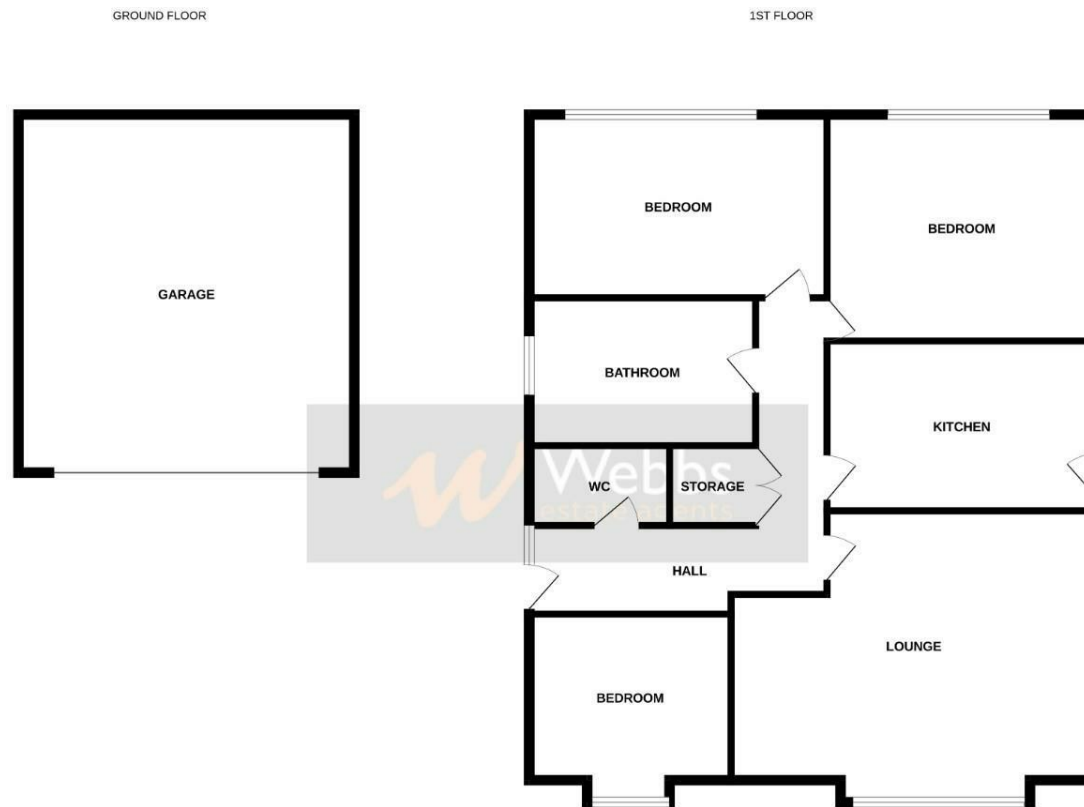 GROUND FLOOR
1ST FLOOR
GARAGE
BEDROOM
BEDROOM
BATHROOM
KITCHEN
WC
STORAGE
Webbs
estate agents
HALL
LOUNGE
BEDROOM